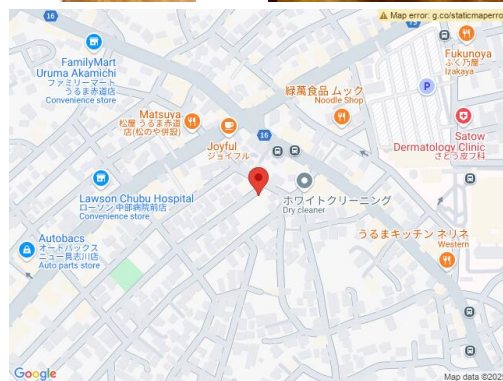 ⚠ Map error: g.co/staticmaperro
16
75
FamilyMart
Uruma Akamichi
ファミリーマート
うるま赤道店
Convenience store
Fukunoya
ふく乃屋
Izakaya
緑萬食品 ムック
Noodle Shop
P
Matsuya
松屋 うるま赤道
店(松のや併設)
Joyful
ジョイフル
16
Satow
Dermatology Clinic
さとう皮フ科
Lawson Chubu Hospital
ローソン 中部病院前店
Convenience store
ホワイトクリーニング
Dry cleaner
Autobacs
オートバックス
ニュー具志川店
Auto parts store
うるまキッチン ネリネ
Western
Google
Map data ©202